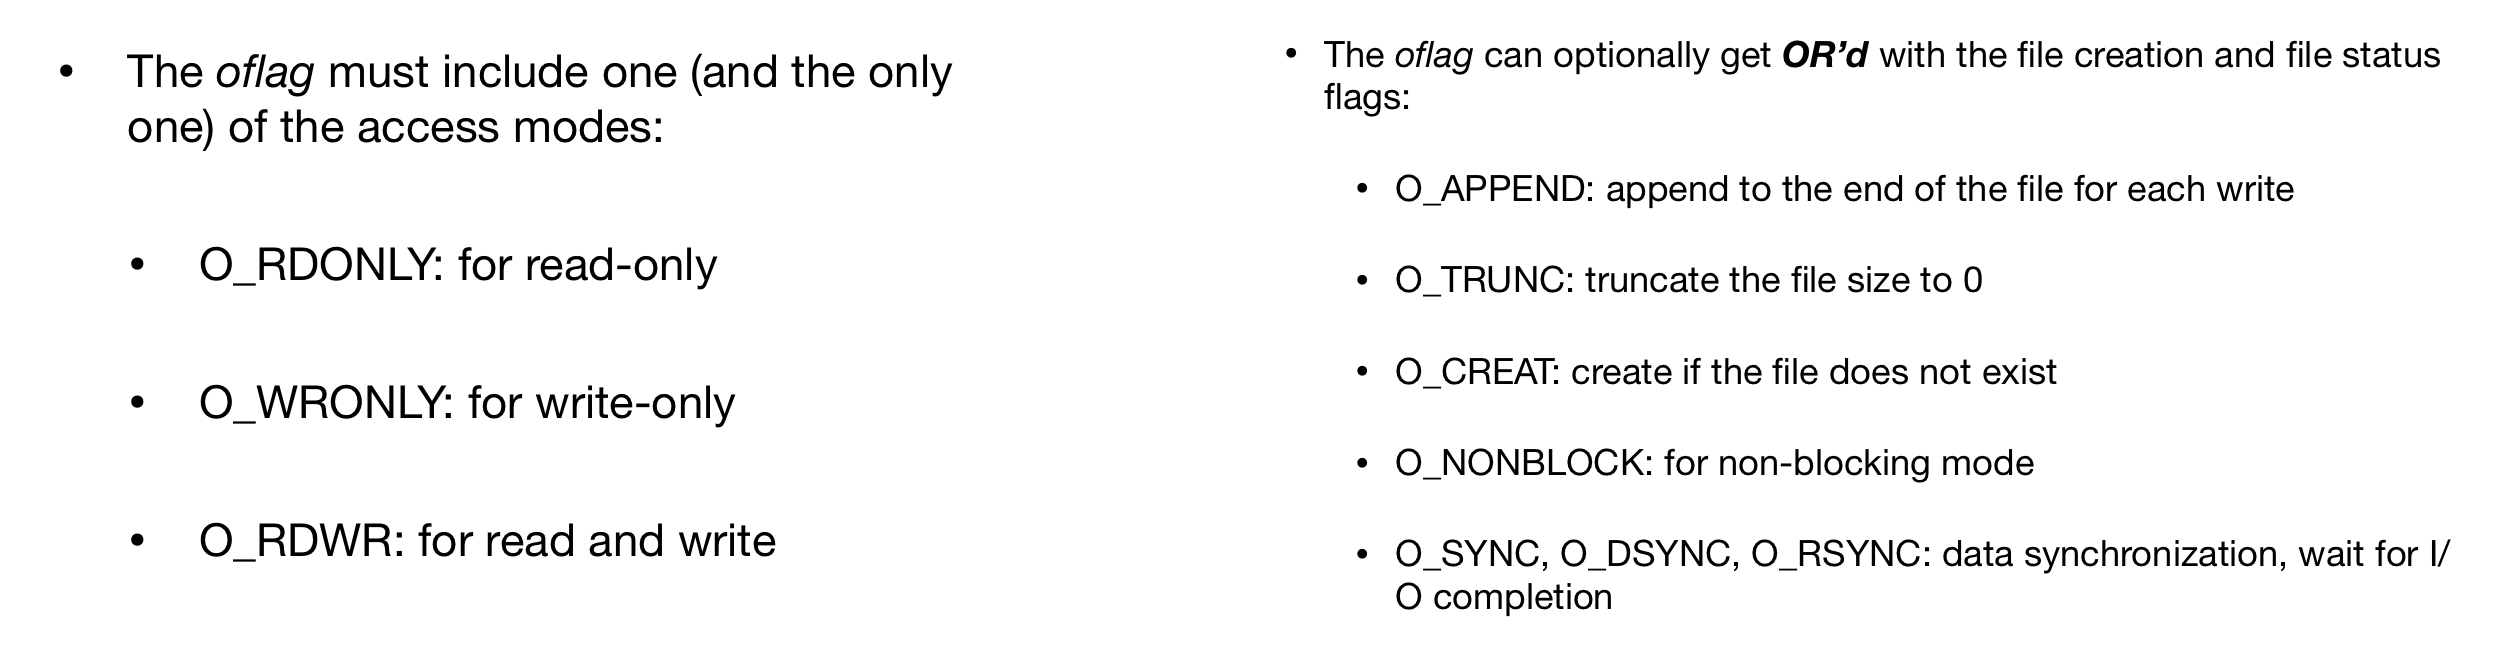 • The oflag must include one (and the only
one) of the access modes:
• O_RDONLY: for read-only
• O_WRONLY: for write-only
• O_RDWR: for read and write
• The oflag can optionally get OR’d with the file creation and file status
flags:
• O_APPEND: append to the end of the file for each write
• O_TRUNC: truncate the file size to 0
• O_CREAT: create if the file does not exist
• O_NONBLOCK: for non-blocking mode
• O_SYNC, O_DSYNC, O_RSYNC: data synchronization, wait for I/
O completion